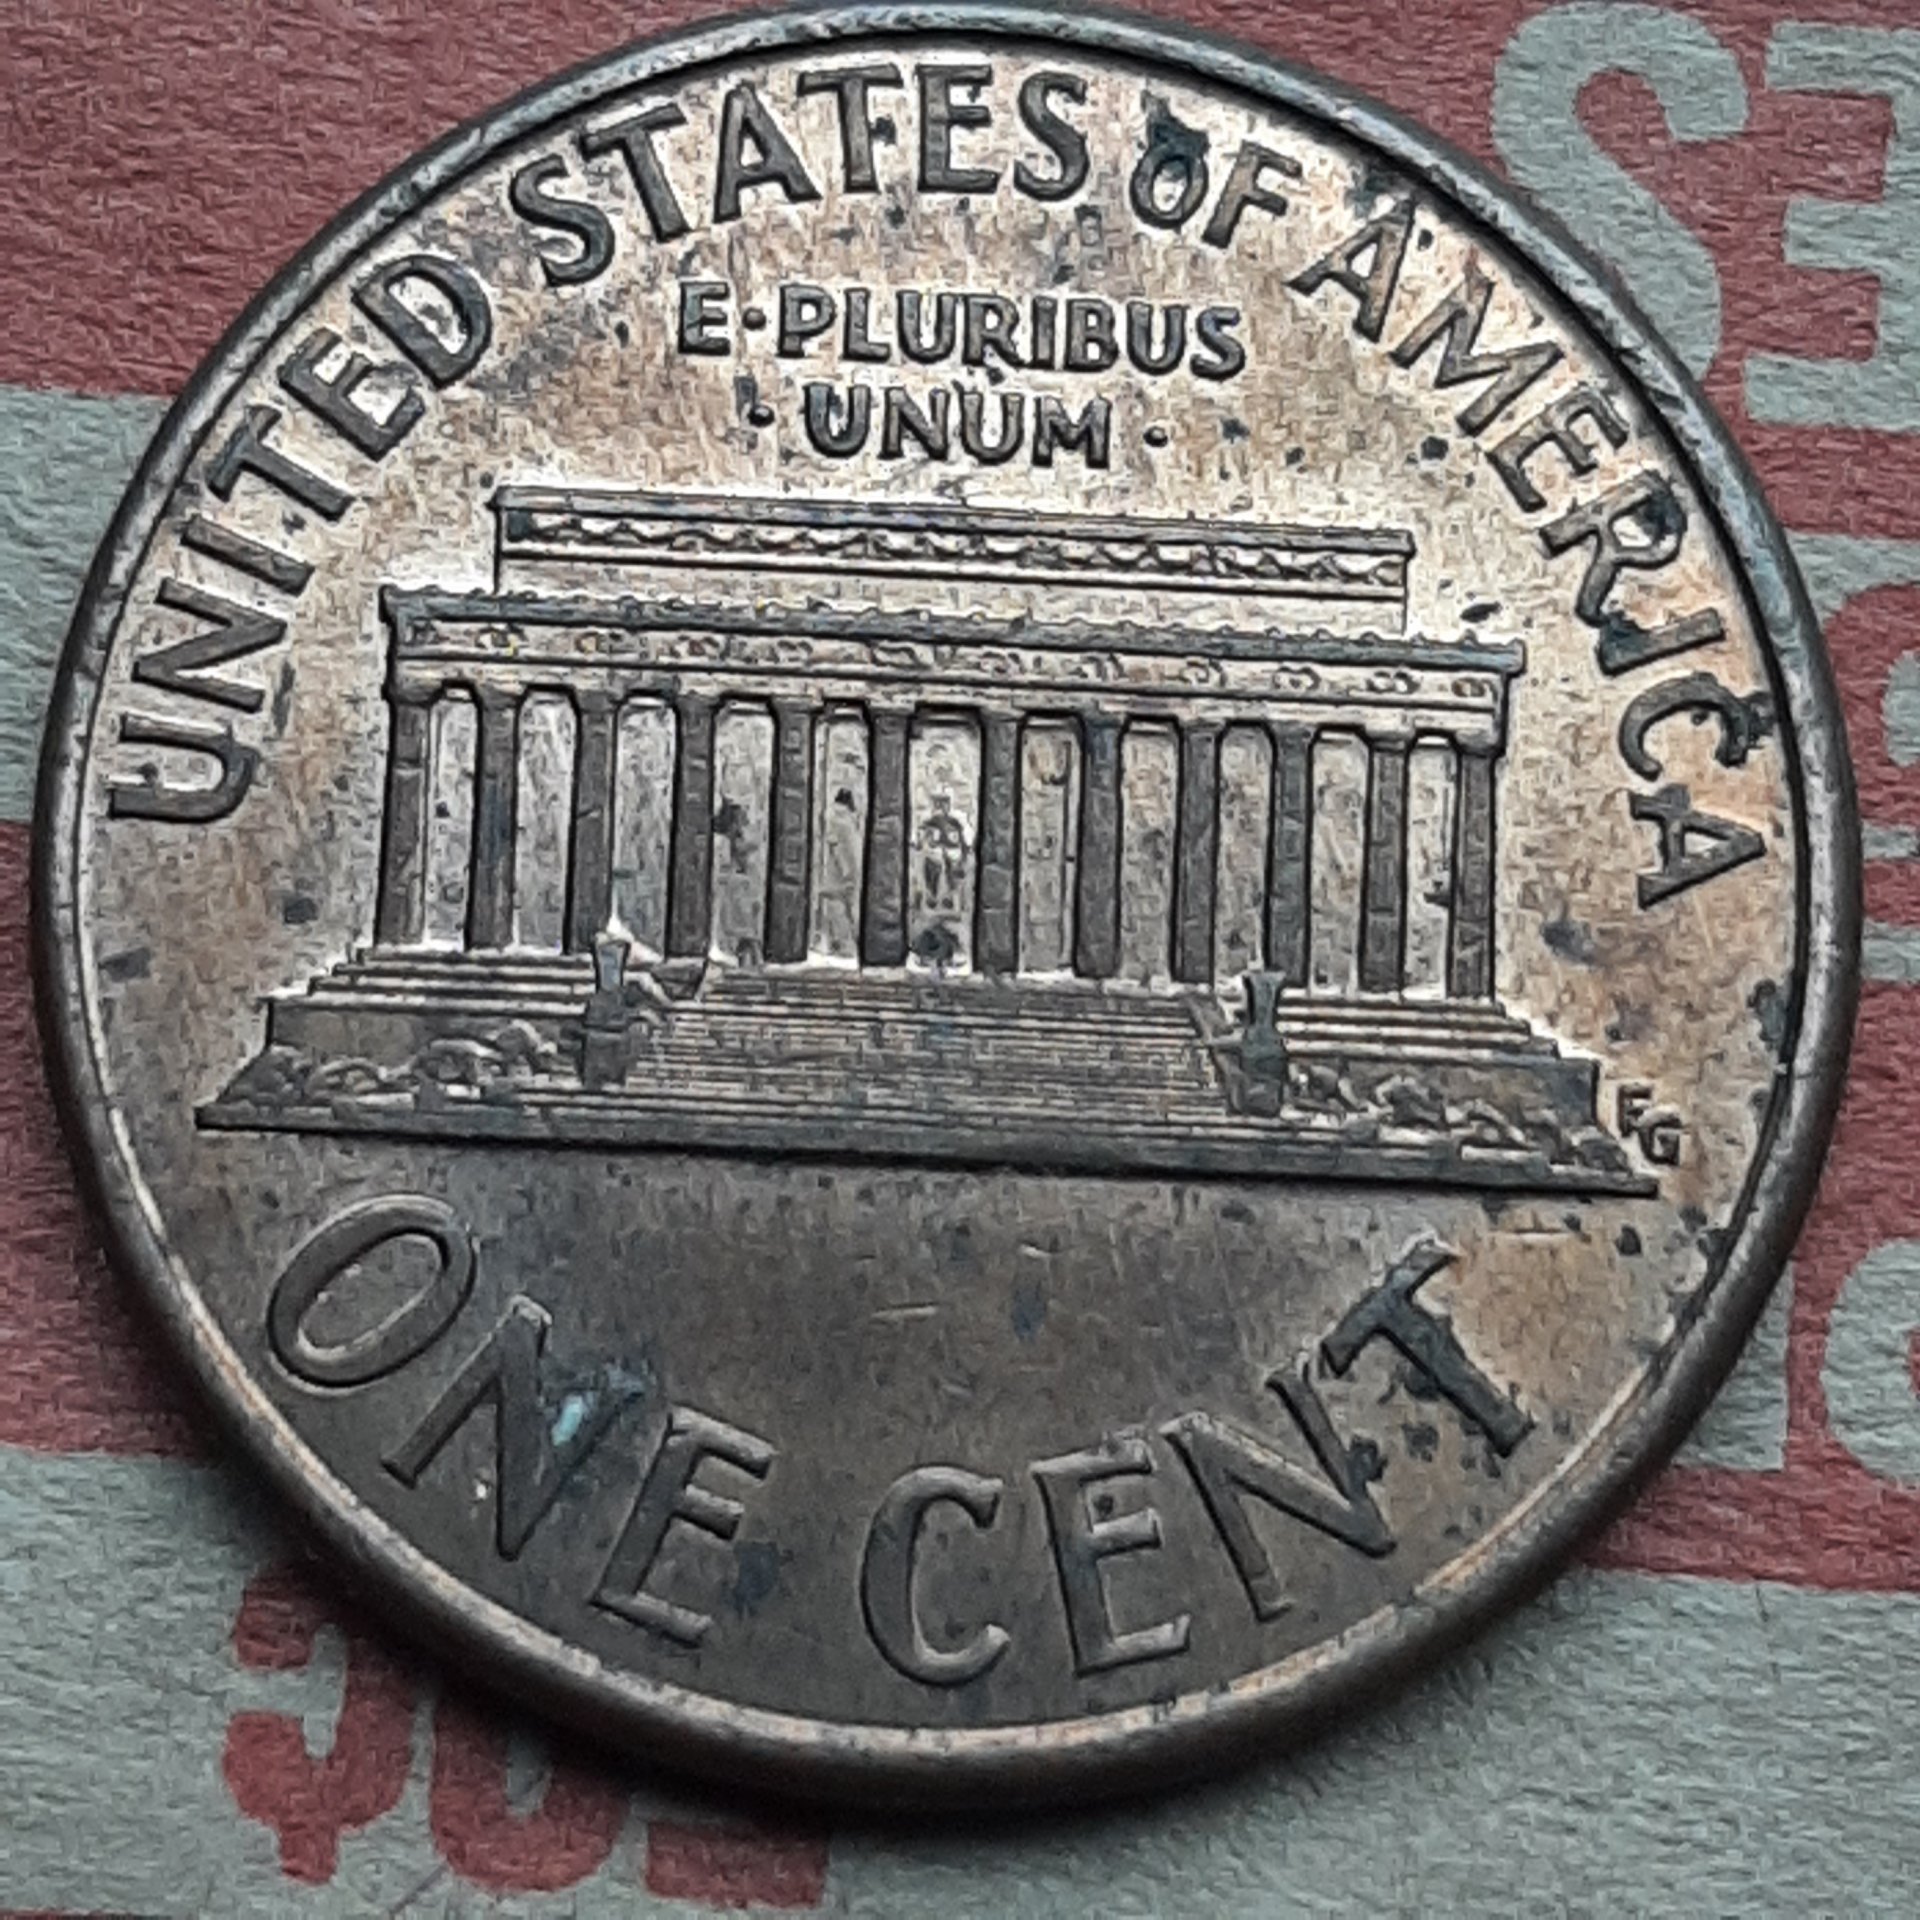 UNITED STATES OF AMERICA
E·PLURIBUS
·UNUM·
FG
ONE CENT